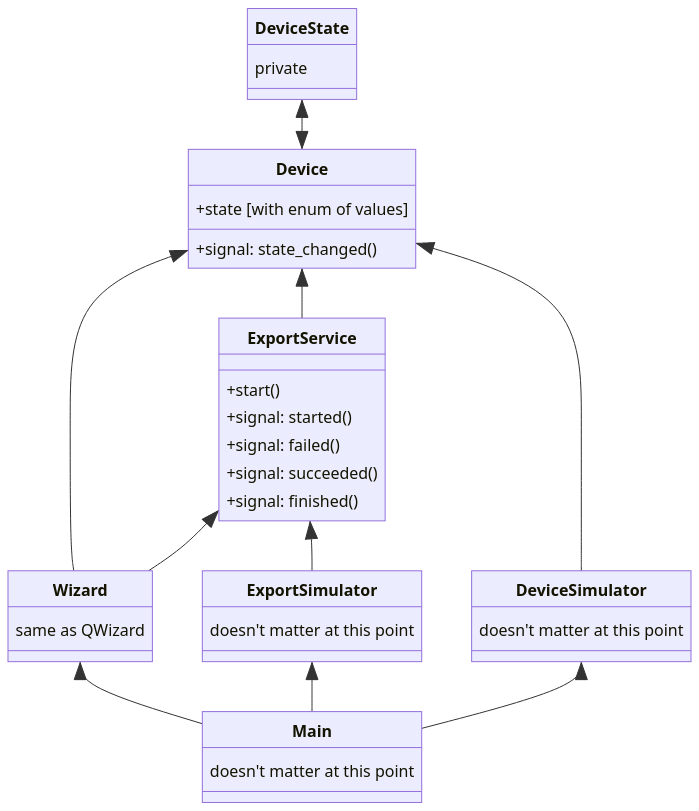 DeviceState
private
Device
+state [with enum of values]
+signal: state_changed()
ExportService
+start()
+signal: started()
+signal: failed()
+signal: succeeded()
+signal: finished()
Wizard
same as QWizard
ExportSimulator
doesn't matter at this point
DeviceSimulator
doesn't matter at this point
Main
doesn't matter at this point